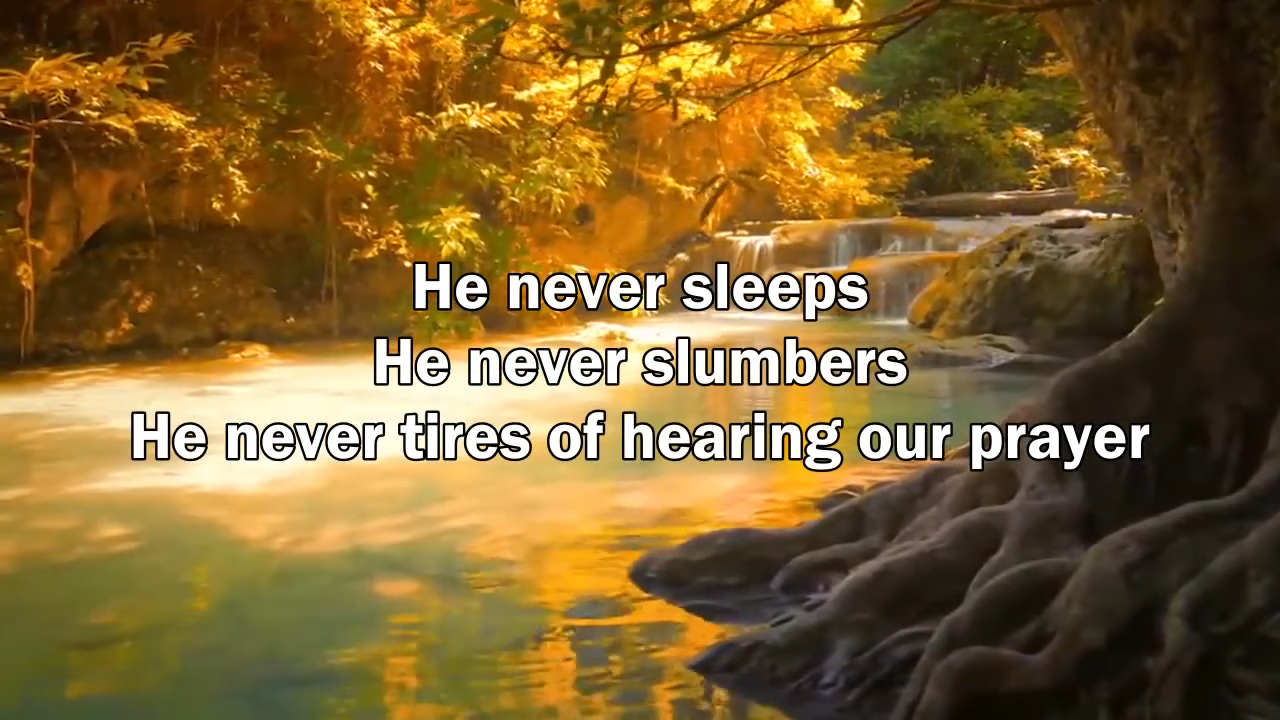 He never sleeps
He never slumbers
He never tires of hearing our prayer